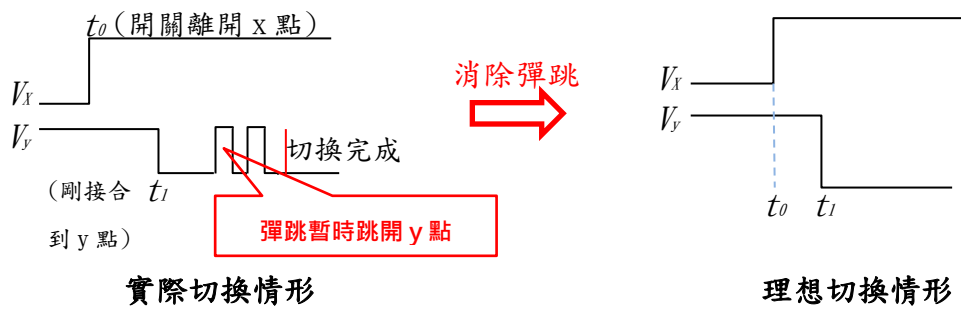 t0(開關離開 x 點)
VX
Vy
切換完成
(剛接合 t1
到 y 點)
彈跳暫時跳開 y 點
實際切換情形
消除彈跳
VX
Vy
t0 t1
理想切換情形